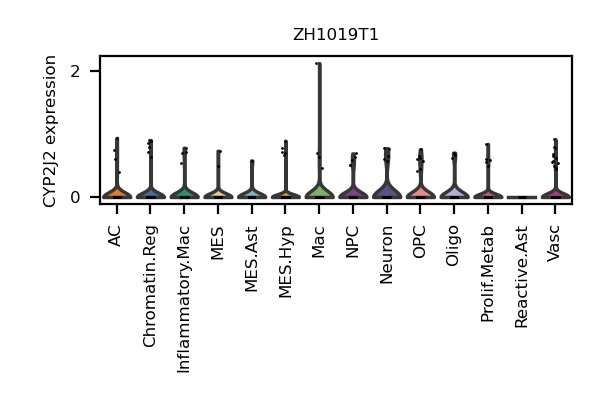 ZH1019T1
CYP2J2 expression
2
0
AC
Chromatin.Reg
Inflammatory.Mac
MES
MES.Ast
MES.Hyp
Mac
NPC
Neuron
OPC
Oligo
Prolif.Metab
Reactive.Ast
Vasc